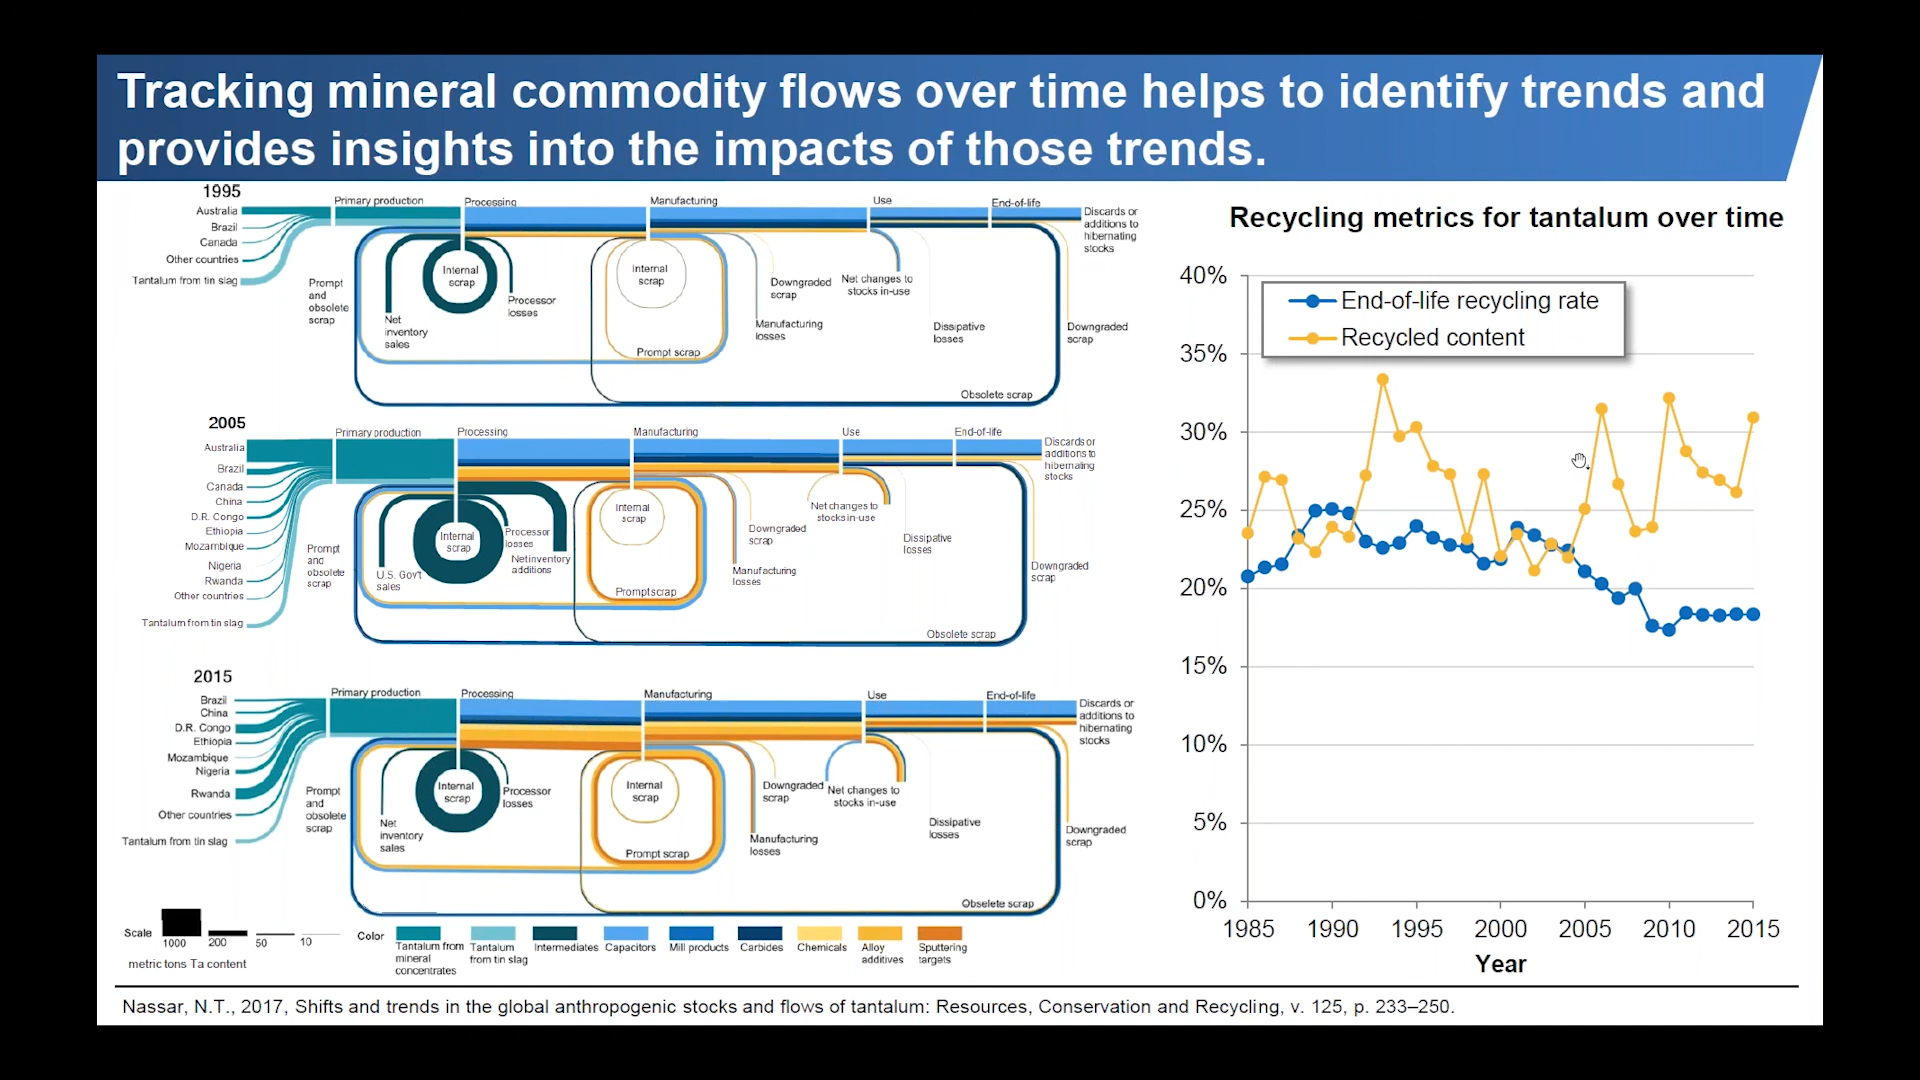 Tracking mineral commodity flows over time helps to identify trends and
provides insights into the impacts of those trends.
1995
Primary production
Processing
Manufacturing
Use
End-of-life
Australia
Brazil
Canada
Other countries
Tantalum from tin slag
Prompt
and
obsolete
scrap
Net
inventory
sales
Internal
scrap
Processor
losses
Internal
scrap
Prompt scrap
Downgraded
scrap
Manufacturing
losses
Net changes to
stocks in-use
Dissipative
losses
Discards or
additions to
hibernating
stocks
Downgraded
scrap
Obsolete scrap
2005
Primary production
Processing
Manufacturing
Use
End-of-life
Australia
Brazil
Canada
China
D.R. Congo
Ethiopia
Mozambique
Nigeria
Rwanda
Other countries
Tantalum from tin slag
Prompt
and
obsolete
scrap
U.S. Gov't
sales
Internal
scrap
Processor
losses
Net inventory
additions
Internal
scrap
Prompt scrap
Downgraded
scrap
Manufacturing
losses
Net changes to
stocks in-use
Dissipative
losses
Discards or
additions to
hibernating
stocks
Downgraded
scrap
Obsolete scrap
2015
Primary production
Processing
Manufacturing
Use
End-of-life
Brazil
China
D.R. Congo
Ethiopia
Mozambique
Nigeria
Rwanda
Other countries
Tantalum from tin slag
Prompt
and
obsolete
scrap
Net
inventory
sales
Internal
scrap
Processor
losses
Internal
scrap
Prompt scrap
Downgraded
scrap
Manufacturing
losses
Net changes to
stocks in-use
Dissipative
losses
Discards or
additions to
hibernating
stocks
Downgraded
scrap
Obselete scrap
Scale
1000
200
50
10
metric tons Ta content
Color
Tantalum from
mineral
concentrates
Tantalum
from tin slag
Intermediates
Capacitors
Mill products
Carbides
Chemicals
Alloy
additives
Sputtering
targets
Recycling metrics for tantalum over time
End-of-life recycling rate
Recycled content
40%
35%
30%
25%
20%
15%
10%
5%
0%
1985 1990 1995 2000 2005 2010 2015
Year
Nassar, N.T., 2017, Shifts and trends in the global anthropogenic stocks and flows of tantalum: Resources, Conservation and Recycling, v. 125, p. 233–250.